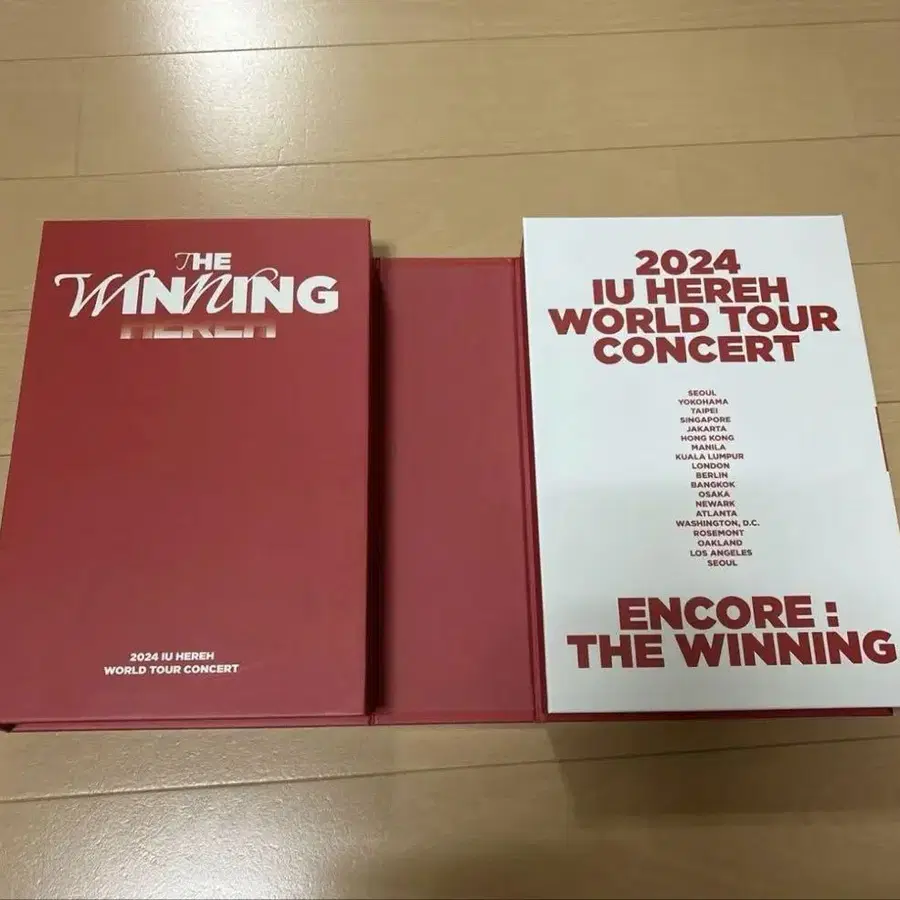 THE
WINNING
HEREH
2024 IU HEREH
WORLD TOUR CONCERT
2024
IU HEREH
WORLD TOUR
CONCERT
SEOUL
YOKOHAMA
TAIPEI
SINGAPORE
JAKARTA
HONG KONG
MANILA
KUALA LUMPUR
LONDON
BERLIN
BANGKOK
OSAKA
NEWARK
ATLANTA
WASHINGTON, D.C.
ROSEMONT
OAKLAND
LOS ANGELES
SEOUL
ENCORE :
THE WINNING